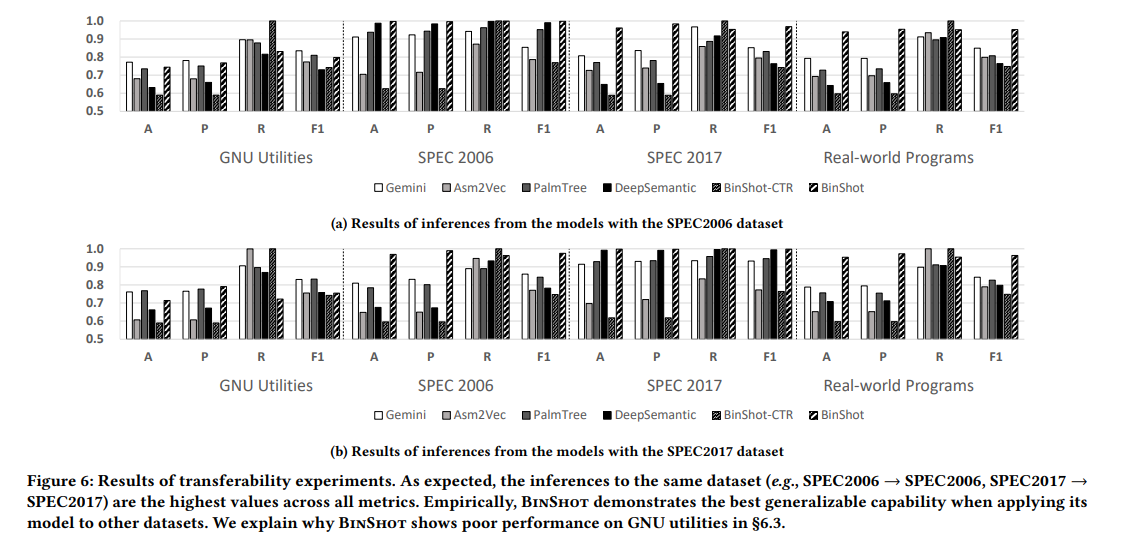 1.0
0.9
0.8
0.7
0.6
0.5
A P R F1 A P R F1 A P R F1 A P R F1
GNU Utilities SPEC 2006 SPEC 2017 Real-world Programs
Gemini Asm2Vec PalmTree DeepSemantic BinShot-CTR BinShot
(a) Results of inferences from the models with the SPEC2006 dataset
1.0
0.9
0.8
0.7
0.6
0.5
A P R F1 A P R F1 A P R F1 A P R F1
GNU Utilities SPEC 2006 SPEC 2017 Real-world Programs
Gemini Asm2Vec PalmTree DeepSemantic BinShot-CTR BinShot
(b) Results of inferences from the models with the SPEC2017 dataset
Figure 6: Results of transferability experiments. As expected, the inferences to the same dataset (e.g., SPEC2006 → SPEC2006, SPEC2017 →
SPEC2017) are the highest values across all metrics. Empirically, BinShot demonstrates the best generalizable capability when applying its
model to other datasets. We explain why BinShot shows poor performance on GNU utilities in §6.3.